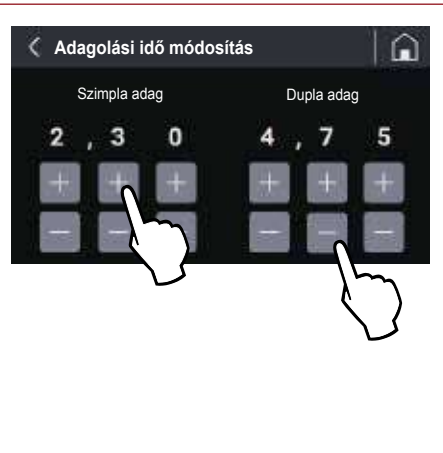 Adagolási idő módosítás
Szimpla adag Dupla adag
2 , 3 0 4 , 7 5
+ + + + + +
− − − − −